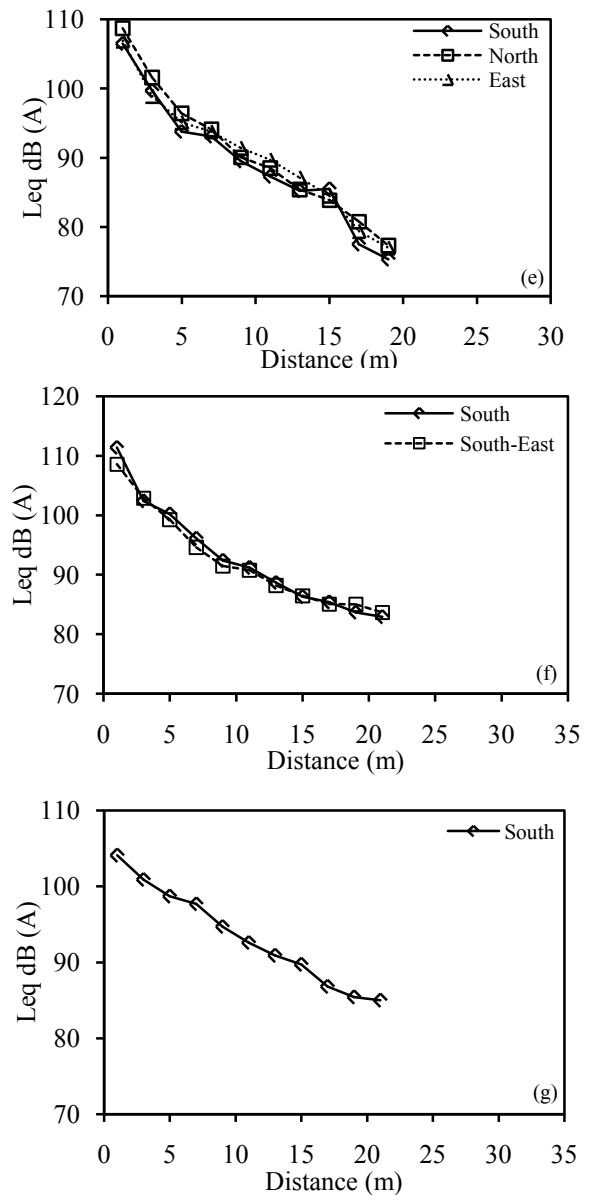 110
100
90
80
70
Leq dB (A)
South
North
East
(e)
0 5 10 15 20 25 30
Distance (m)
120
110
100
90
80
70
Leq dB (A)
South
South-East
(f)
0 5 10 15 20 25 30 35
Distance (m)
110
100
90
80
70
Leq dB (A)
South
(g)
0 5 10 15 20 25 30 35
Distance (m)